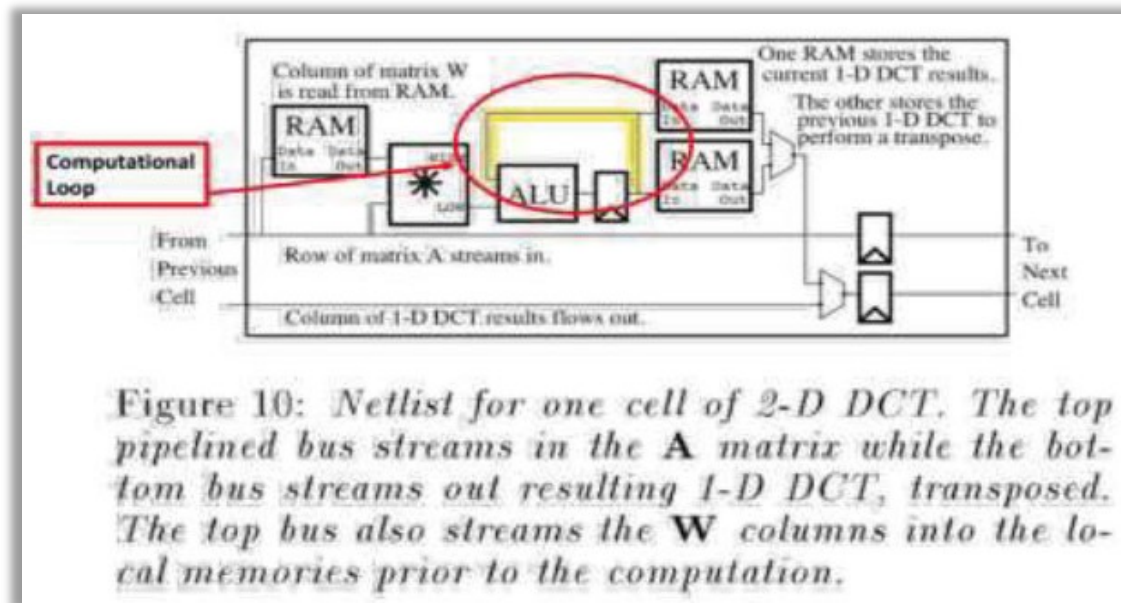 Column of matrix W
is read from RAM.
RAM
Data Data
In Out
Computational
Loop
HIGH
LOW
ALU
RAM
Data Data
In Out
RAM
Data Data
In Out
One RAM stores the
current 1-D DCT results.
The other stores the
previous 1-D DCT to
perform a transpose.
From
Previous
Cell
Row of matrix A streams in.
Column of 1-D DCT results flows out.
To
Next
Cell
Figure 10: Netlist for one cell of 2-D DCT. The top
pipelined bus streams in the A matrix while the bot-
tom bus streams out resulting 1-D DCT, transposed.
The top bus also streams the W columns into the lo-
cal memories prior to the computation.